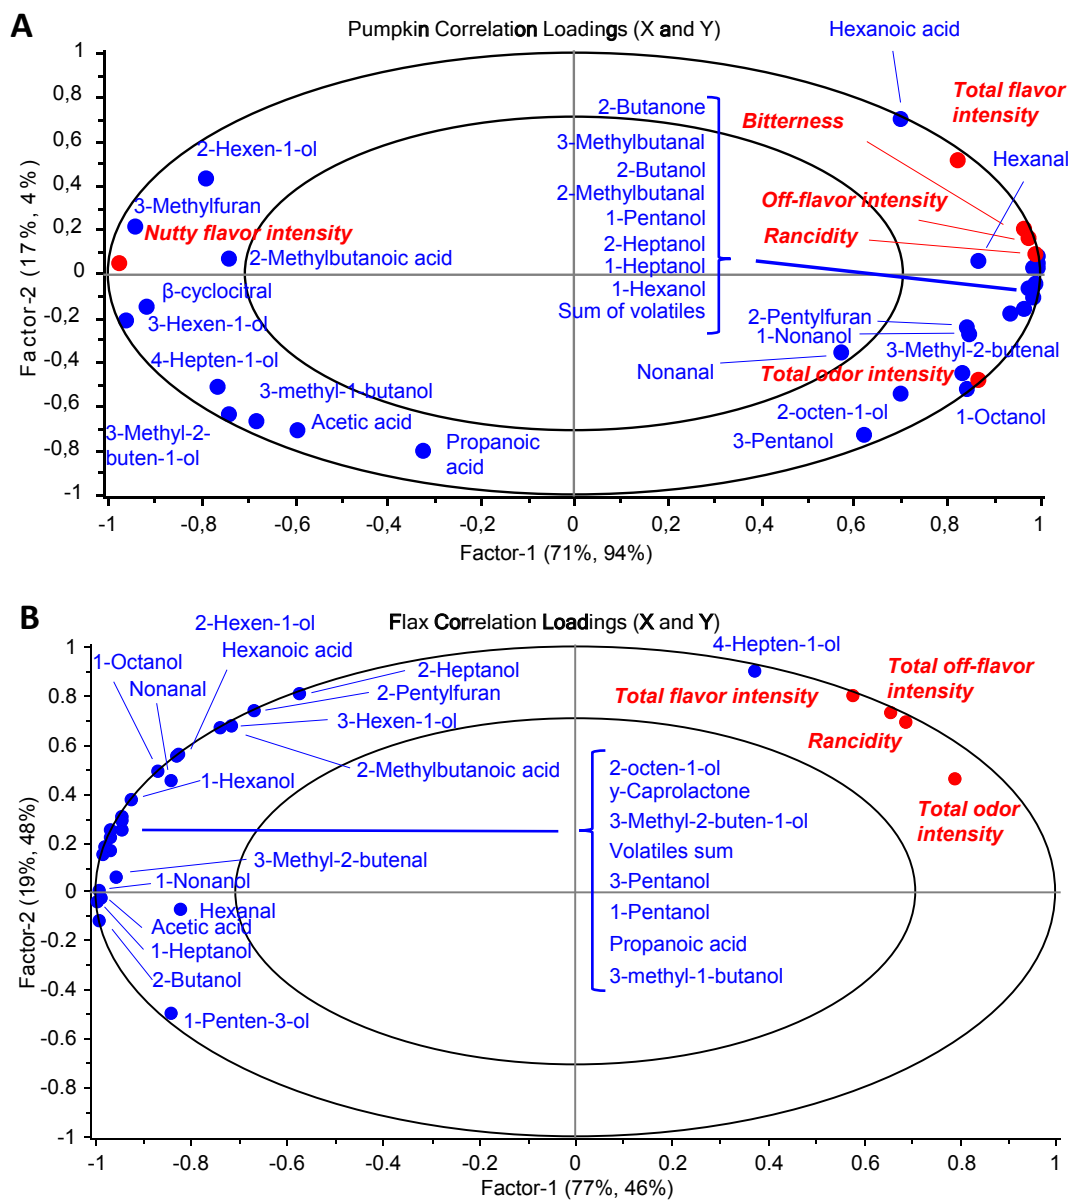 A
Pumpkin Correlation Loadings (X and Y)
Hexanoic acid
1
0,8
0,6
0,4
0,2
0
-0,2
-0,4
-0,6
-0,8
-1
Factor-2 (17%, 4%)
2-Hexen-1-ol
3-Methylfuran
Nutty flavor intensity
2-Methylbutanoic acid
β-cyclocitral
3-Hexen-1-ol
4-Hepten-1-ol
3-methyl-1 butanol
Acetic acid
3-Methyl-2-
buten-1-ol
Propanoic
acid
2-Butanone
3-Methylbutanal
2-Butanol
2-Methylbutanal
1-Pentanol
2-Heptanol
1-Heptanol
1-Hexanol
Sum of volatiles
Bitterness
Total flavor
intensity
Hexanal
Off-flavor intensity
Rancidity
2-Pentylfuran
1-Nonanol
3-Methyl-2-butenal
Nonanal
Total odor intensity
2-octen-1-ol
1-Octanol
3-Pentanol
-1
-0,8
-0,6
-0,4
-0,2
0
0,2
0,4
0,6
0,8
1
Factor-1 (71%, 94%)
B
Flax Correlation Loadings (X and Y)
1
0.8
0.6
0.4
0.2
0
-0.2
-0.4
-0.6
-0.8
-1
Factor-2 (19%, 48%)
2-Hexen-1-ol
Hexanoic acid
1-Octanol
Nonanal
2-Heptanol
2-Pentylfuran
3-Hexen-1-ol
2-Methylbutanoic acid
1-Hexanol
3-Methyl-2-butenal
1-Nonanol
Hexanal
Acetic acid
1-Heptanol
2-Butanol
1-Penten-3-ol
4-Hepten-1-ol
Total flavor intensity
Total off-flavor
intensity
Rancidity
Total odor
intensity
2-octen-1-ol
y-Caprolactone
3-Methyl-2-buten-1-ol
Volatiles sum
3-Pentanol
1-Pentanol
Propanoic acid
3-methyl-1-butanol
-1
-0.8
-0.6
-0.4
-0.2
0
0.2
0.4
0.6
0.8
1
Factor-1 (77%, 46%)